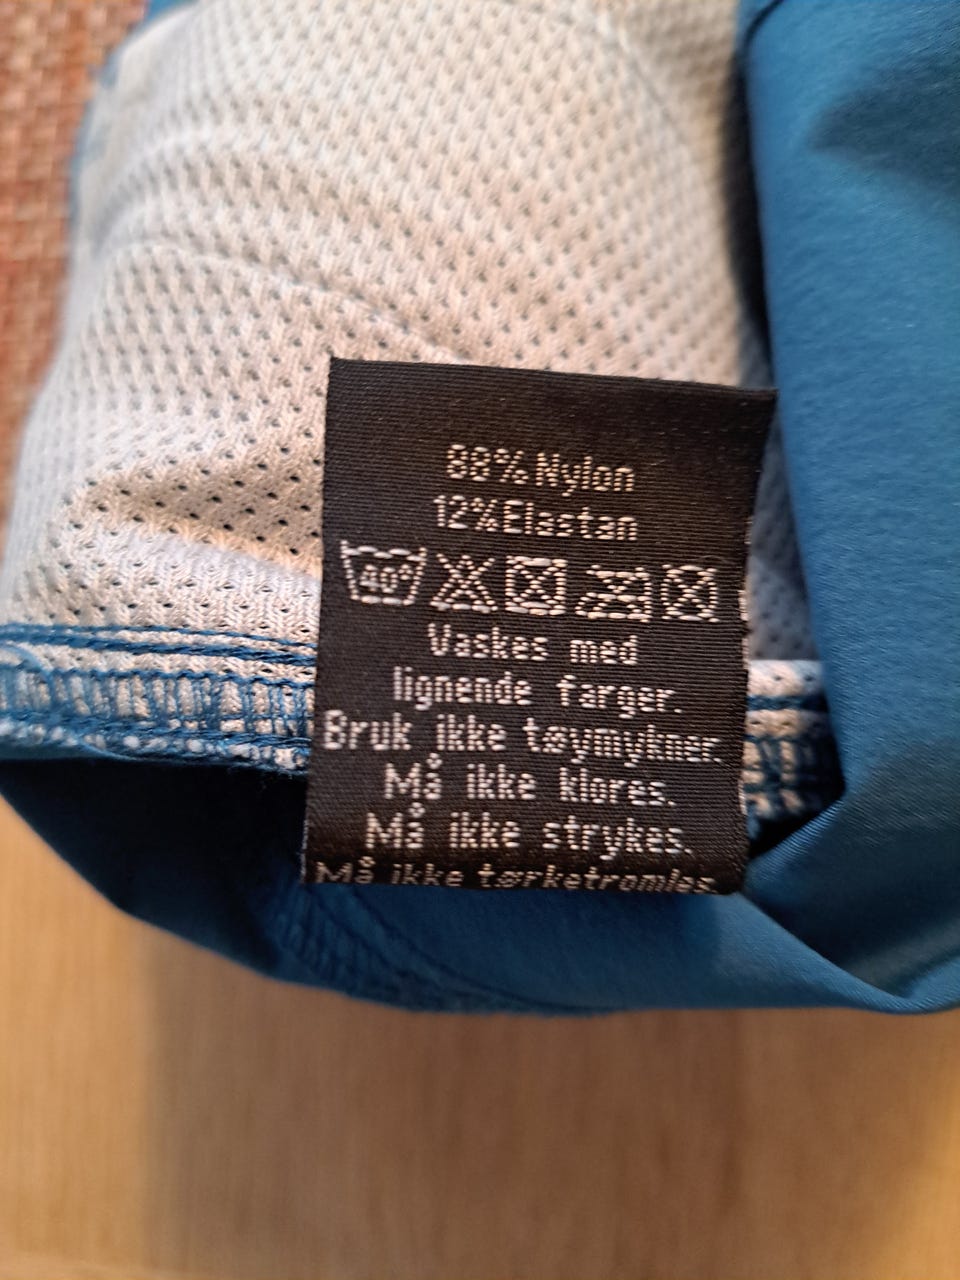 88% Nylon
12% Elastan
40°
Vaskes med
lignende farger.
Bruk ikke tøymykner.
Må ikke klores.
Må ikke strykes.
Må ikke tørketromles.